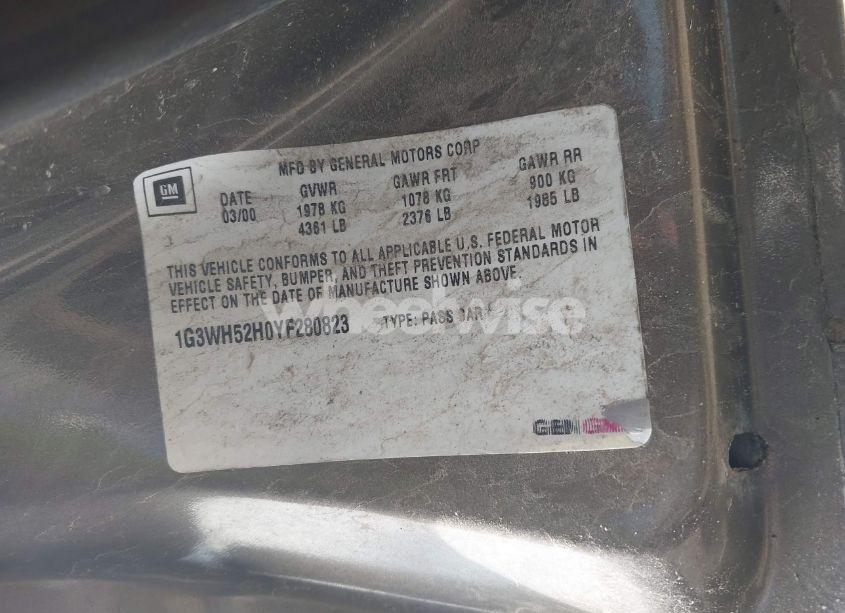 MFD BY GENERAL MOTORS CORP
GM
DATE GVWR GAWR FRT GAWR RR
03/00 1978 KG 1078 KG 900 KG
4361 LB 2376 LB 1985 LB
THIS VEHICLE CONFORMS TO ALL APPLICABLE U.S. FEDERAL MOTOR
VEHICLE SAFETY, BUMPER, AND THEFT PREVENTION STANDARDS IN
EFFECT ON THE DATE OF MANUFACTURE SHOWN ABOVE.
1G3WH52H0YF280823 TYPE: PASS
wheelwise